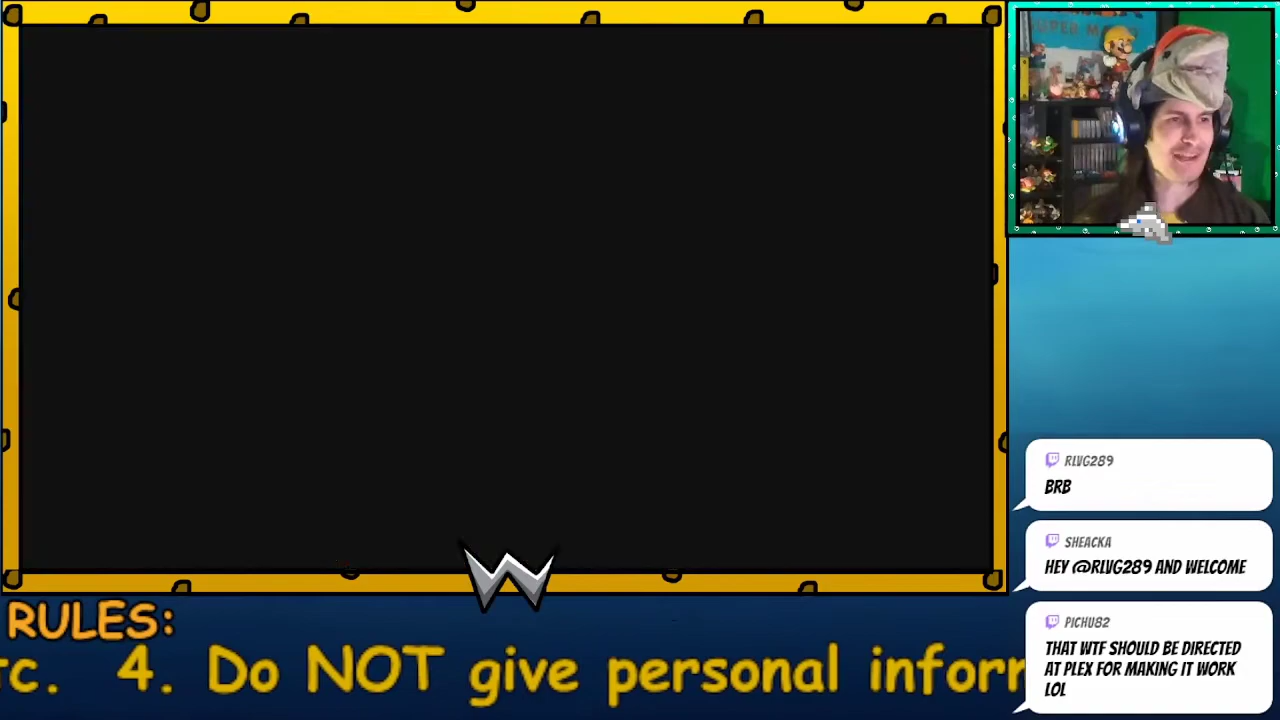 SUPER M
RLVG289
BRB
SHEACKA
HEY @RLVG289 AND WELCOME
PICHU82
THAT WTF SHOULD BE DIRECTED
AT PLEX FOR MAKING IT WORK
LOL
W
RULES:
tc. 4. Do NOT give personal inforr